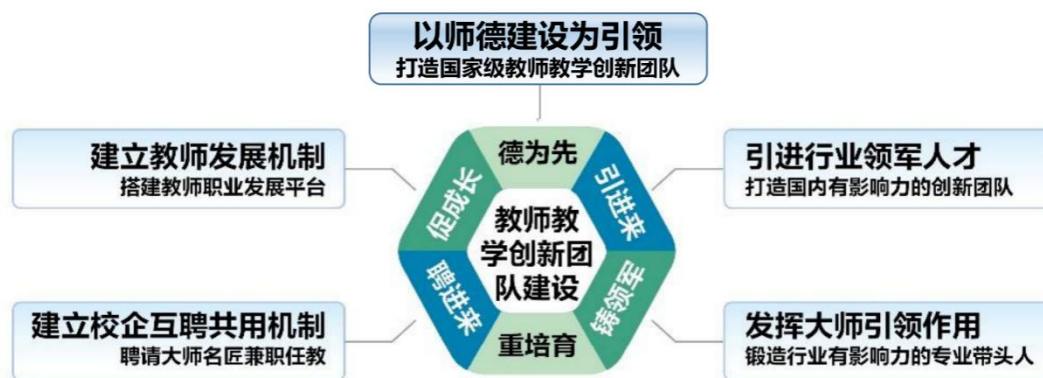 以师德建设为引领
打造国家级教师教学创新团队
建立教师发展机制
搭建教师职业发展平台
引进行业领军人才
打造国内有影响力的创新团队
德为先
促成长
引进来
教师教
学创新团
队建设
聘进来
铸领军
重培育
建立校企互聘共用机制
聘请大师名匠兼职任教
发挥大师引领作用
锻造行业有影响力的专业带头人